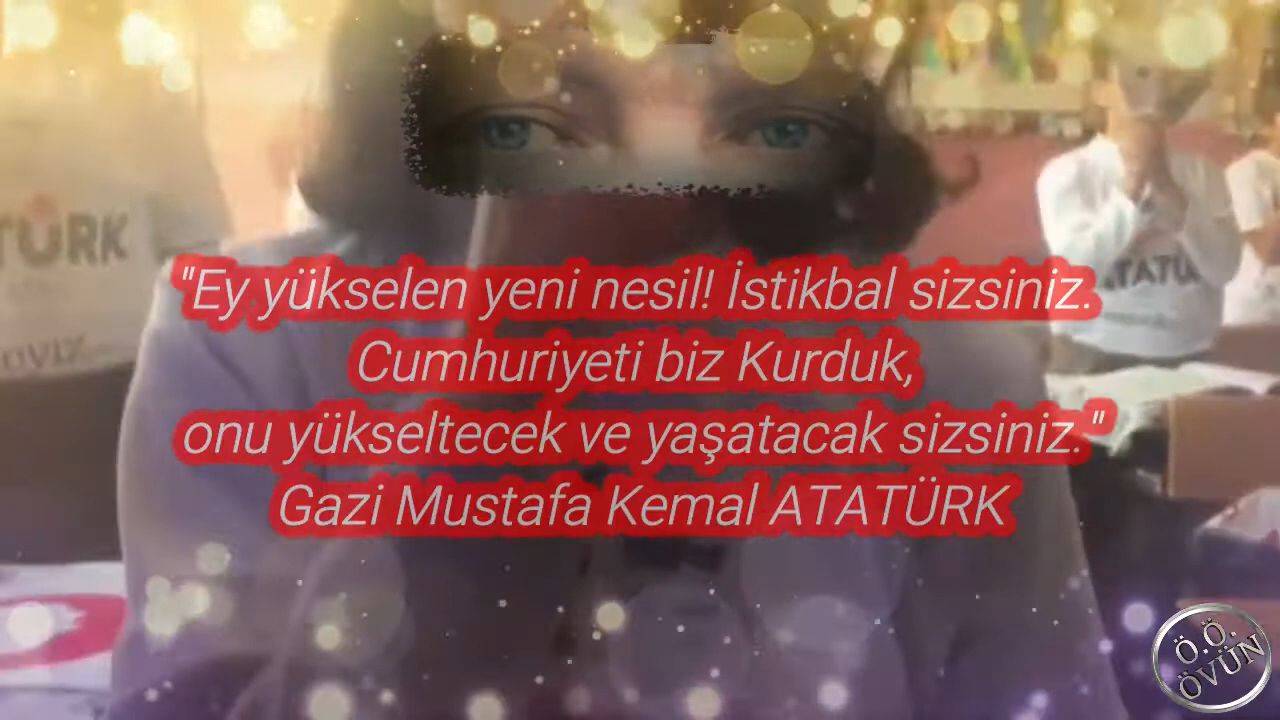 TÜRK
"Ey yükselen yeni nesil! İstikbal sizsiniz.
ATATÜ
Cumhuriyeti biz Kurduk,
onu yükseltecek ve yaşatacak sizsiniz."
Gazi Mustafa Kemal ATATÜRK
Ö.Ö.
ÖVÜN